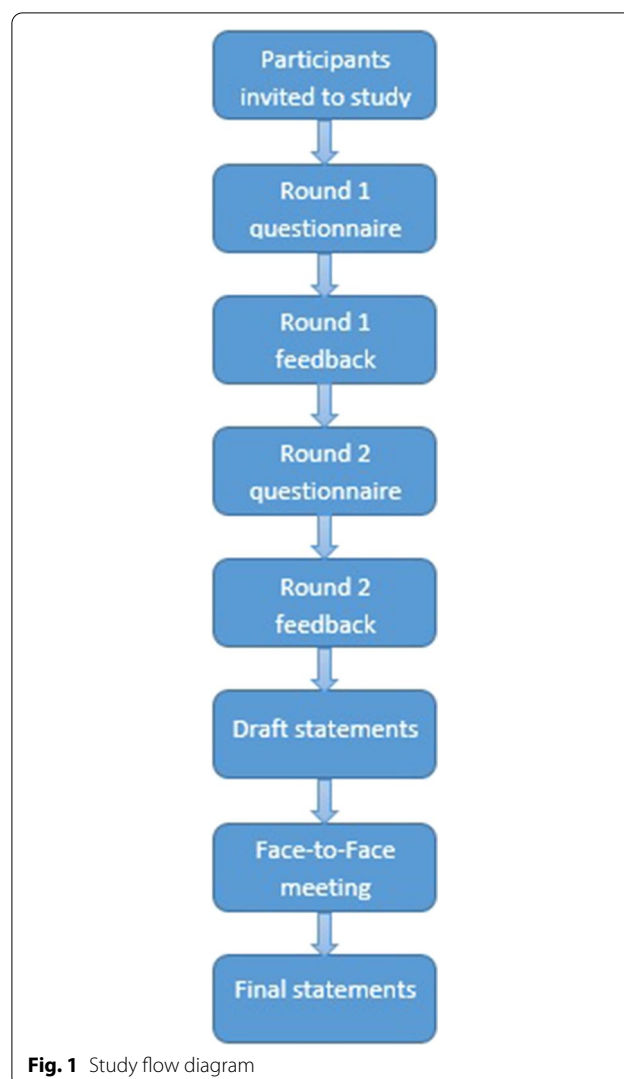 Participants
invited to study
Round 1
questionnaire
Round 1
feedback
Round 2
questionnaire
Round 2
feedback
Draft statements
Face-to-Face
meeting
Final statements
Fig. 1 Study flow diagram